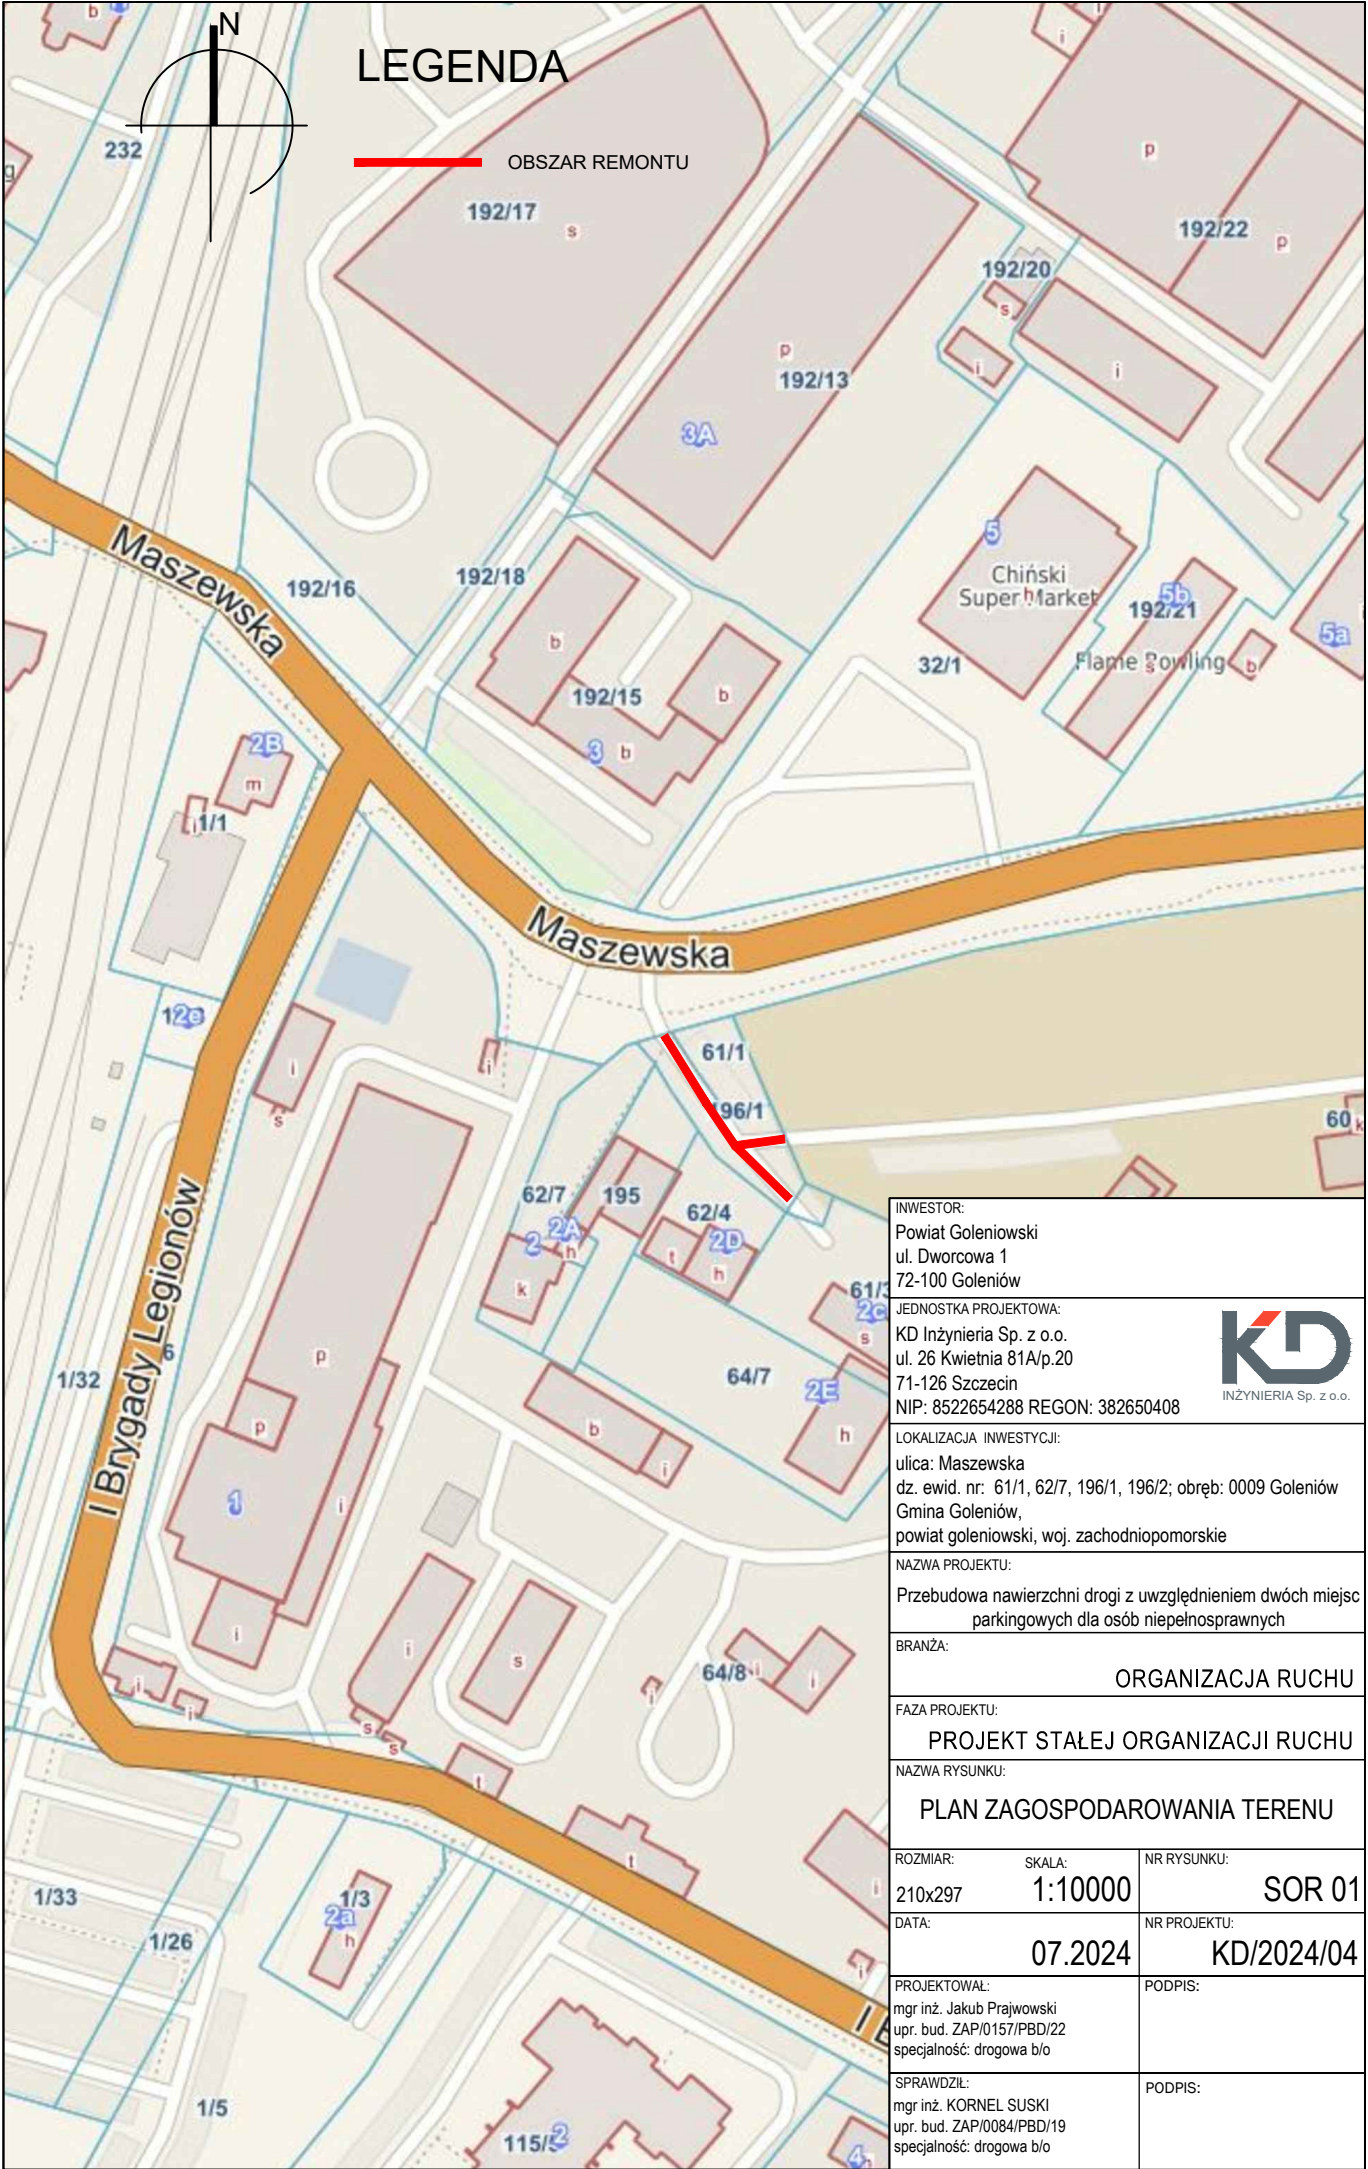 N
LEGENDA
OBSZAR REMONTU
b
232
g
192/17
s
i
p
192/22
p
192/20
s
i
i
p
192/13
3A
5
Chiński
Super Market
h
5b
192/21
5a
Flame Bowling
s
b
32/1
Maszewska
192/16
192/18
b
192/15
b
3
b
2B
m
1/1
i
Maszewska
2e
i
s
i
61/1
96/1
60
k
62/7
195
2A
2
h
k
62/4
2D
t
h
61/3
2c
s
I Brygady Legionów
6
1/32
p
p
i
1
i
64/7
2E
h
b
i
i
s
64/8
i
i
i
i
i
s
s
t
t
i
1/33
1/3
2a
h
1/26
i
1/5
115/5
2
4
INWESTOR:
Powiat Goleniowski
ul. Dworcowa 1
72-100 Goleniów
JEDNOSTKA PROJEKTOWA:
KD Inżynieria Sp. z o.o.
ul. 26 Kwietnia 81A/p.20
71-126 Szczecin
NIP: 8522654288 REGON: 382650408
KD
INŻYNIERIA Sp. z o.o.
LOKALIZACJA INWESTYCJI:
ulica: Maszewska
dz. ewid. nr: 61/1, 62/7, 196/1, 196/2; obręb: 0009 Goleniów
Gmina Goleniów,
powiat goleniowski, woj. zachodniopomorskie
NAZWA PROJEKTU:
Przebudowa nawierzchni drogi z uwzględnieniem dwóch miejsc
parkingowych dla osób niepełnosprawnych
BRANŻA:
ORGANIZACJA RUCHU
FAZA PROJEKTU:
PROJEKT STAŁEJ ORGANIZACJI RUCHU
NAZWA RYSUNKU:
PLAN ZAGOSPODAROWANIA TERENU
ROZMIAR:
210x297
SKALA:
1:10000
NR RYSUNKU:
SOR 01
DATA:
07.2024
NR PROJEKTU:
KD/2024/04
PROJEKTOWAŁ:
mgr inż. Jakub Prajwowski
upr. bud. ZAP/0157/PBD/22
specjalność: drogowa b/o
PODPIS:
SPRAWDZIŁ:
mgr inż. KORNEL SUSKI
upr. bud. ZAP/0084/PBD/19
specjalność: drogowa b/o
PODPIS: